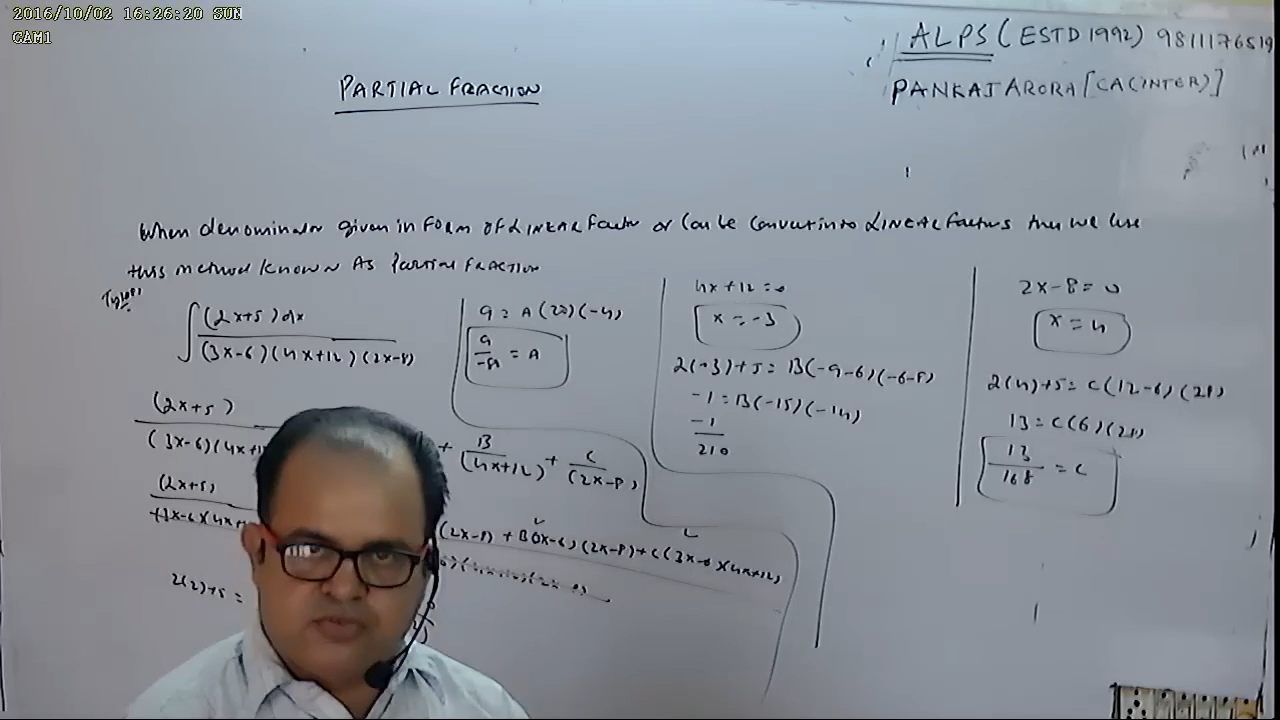 2016/10/02 16:26:20 SUN
CAM1
ALPS (ESTD 1992) 9811176519
PANKAJ ARORA [CA (INTER)]
PARTIAL FRACTION
When denominator given in form of LINEAR Factor or Can be Convert into LINEAR Factors then we use
this method known As Partial FRACTION
∫ (2x+5) dx
(3x-6)(4x+12)(2x-8)
(2x+5)
(3x-6)(4x+1
+ B/(4x+12) + C/(2x-8)
(2x+5)
(2x-8) + B(3x-6)(2x-8) + C(3x-6)(4x+12)
2(2)+5 =
9 = A(20)(-4)
= A
4x+12=0
x = -3
2(-3)+5 = B(-9-6)(-6-8)
-1 = B(-15)(-14)
-1
210
2x-8=0
x = 4
2(4)+5 = C(12-6)(28)
13 = C(6)(28)
13/168 = C